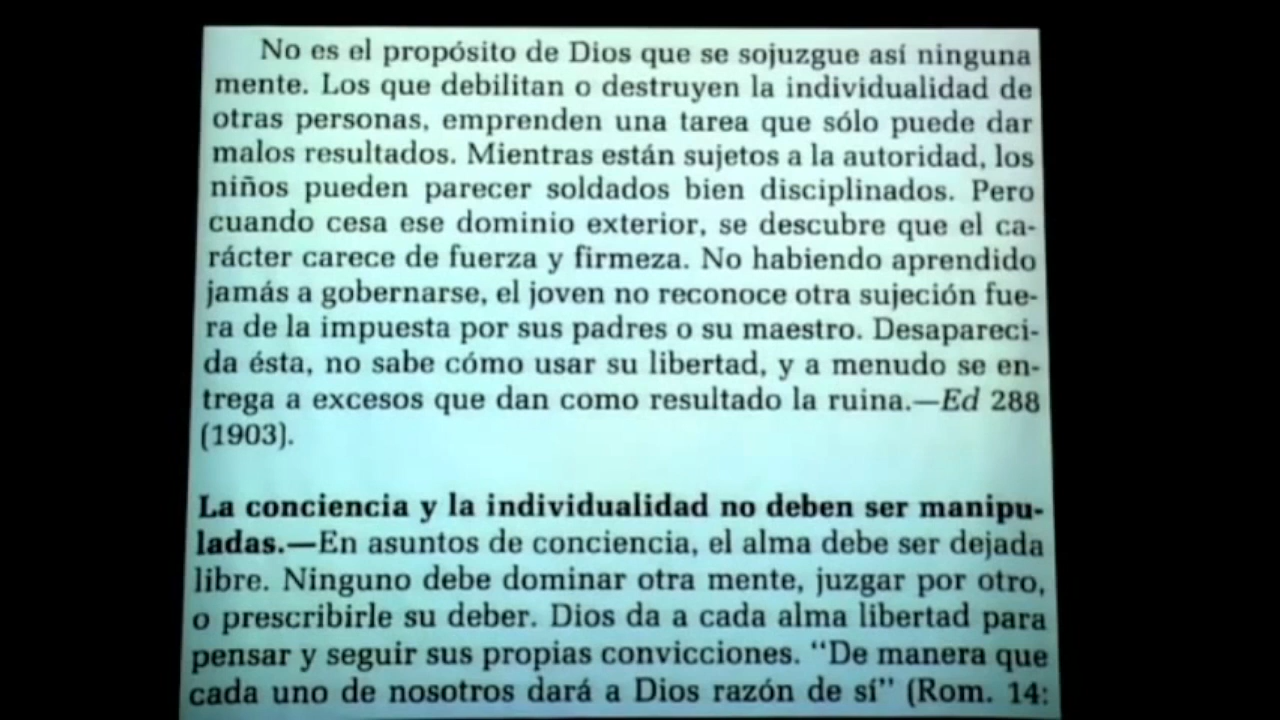 No es el propósito de Dios que se sojuzgue así ninguna
mente. Los que debilitan o destruyen la individualidad de
otras personas, emprenden una tarea que sólo puede dar
malos resultados. Mientras están sujetos a la autoridad, los
niños pueden parecer soldados bien disciplinados. Pero
cuando cesa ese dominio exterior, se descubre que el ca-
rácter carece de fuerza y firmeza. No habiendo aprendido
jamás a gobernarse, el joven no reconoce otra sujeción fue-
ra de la impuesta por sus padres o su maestro. Desapareci-
da ésta, no sabe cómo usar su libertad, y a menudo se en-
trega a excesos que dan como resultado la ruina.—Ed 288
(1903).
La conciencia y la individualidad no deben ser manipu-
ladas.—En asuntos de conciencia, el alma debe ser dejada
libre. Ninguno debe dominar otra mente, juzgar por otro,
o prescribirle su deber. Dios da a cada alma libertad para
pensar y seguir sus propias convicciones. “De manera que
cada uno de nosotros dará a Dios razón de sí” (Rom. 14: